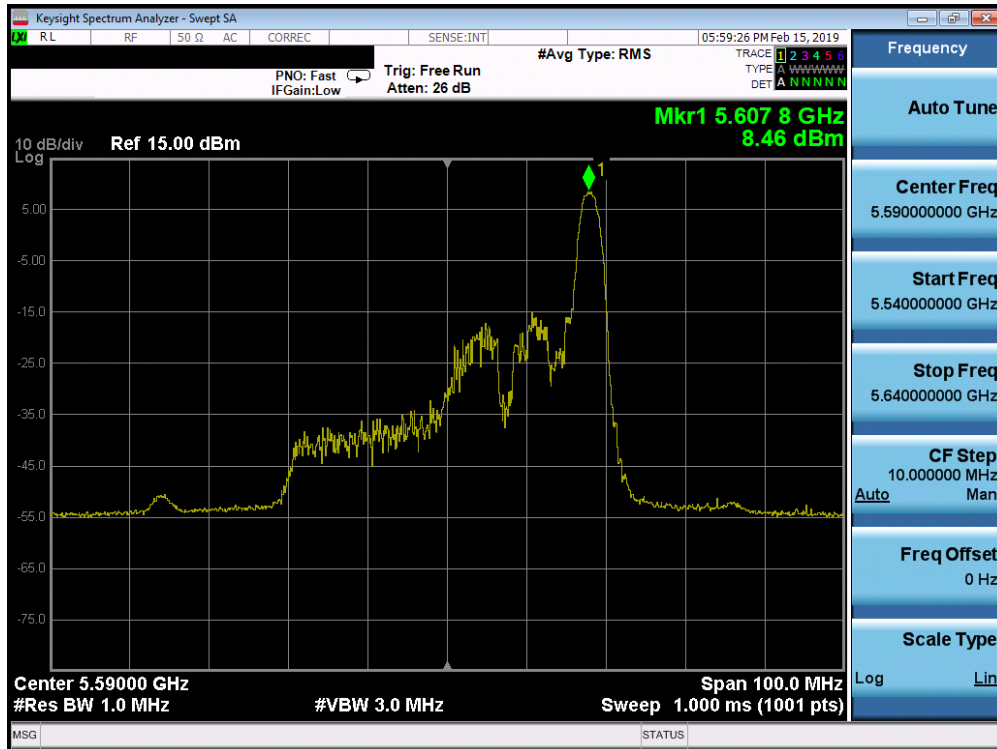 Keysight Spectrum Analyzer - Swept SA
LXI RL RF 50 Ω AC CORREC SENSE:INT 05:59:26 PM Feb 15, 2019
#Avg Type: RMS
TRACE 1 2 3 4 5 6
TYPE A WWWWW
DET A N N N N N
PNO: Fast
IFGain:Low
Trig: Free Run
Atten: 26 dB
Mkr1 5.607 8 GHz
8.46 dBm
10 dB/div
Log
Ref 15.00 dBm
1
5.00
-5.00
-15.0
-25.0
-35.0
-45.0
-55.0
-65.0
-75.0
Center 5.59000 GHz
Span 100.0 MHz
#Res BW 1.0 MHz
#VBW 3.0 MHz
Sweep 1.000 ms (1001 pts)
MSG
STATUS
Frequency
Auto Tune
Center Freq
5.590000000 GHz
Start Freq
5.540000000 GHz
Stop Freq
5.640000000 GHz
CF Step
10.000000 MHz
Auto Man
Freq Offset
0 Hz
Scale Type
Log Lin